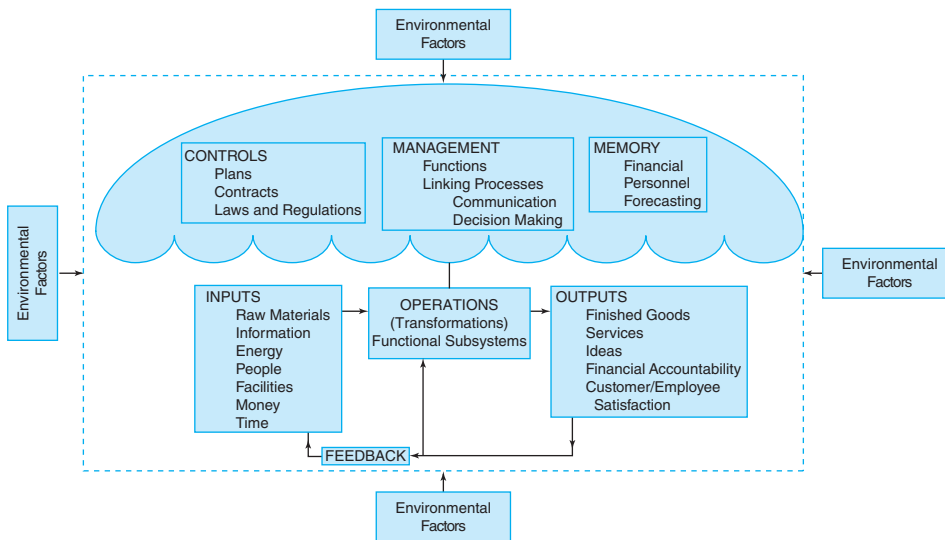 Environmental
Factors
CONTROLS
Plans
Contracts
Laws and Regulations
MANAGEMENT
Functions
Linking Processes
Communication
Decision Making
MEMORY
Financial
Personnel
Forecasting
Environmental
Factors
Environmental
Factors
INPUTS
Raw Materials
Information
Energy
People
Facilities
Money
Time
OPERATIONS
(Transformations)
Functional Subsystems
OUTPUTS
Finished Goods
Services
Ideas
Financial Accountability
Customer/Employee
Satisfaction
FEEDBACK
Environmental
Factors